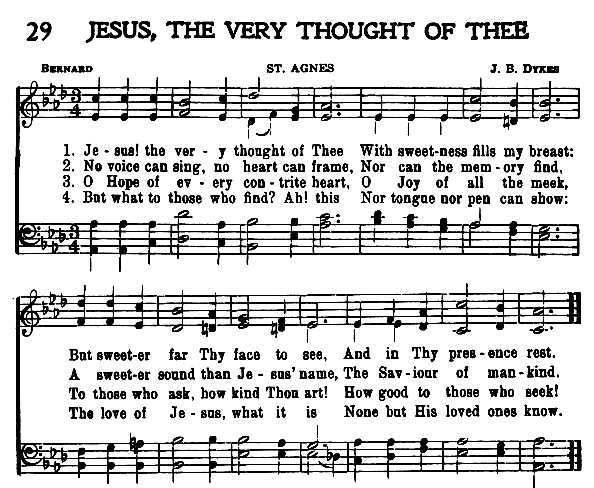 29 JESUS, THE VERY THOUGHT OF THEE
BERNARD ST. AGNES J. B. DYKES
3 4
1. Je - sus! the ver - y thought of Thee With sweet-ness fills my breast:
2. No voice can sing, no heart can frame, Nor can the mem-ory find,
3. O Hope of ev - ery con - trite heart, O Joy of all the meek,
4. But what to those who find? Ah! this Nor tongue nor pen can show:
3 4
But sweet-er far Thy face to see, And in Thy pres-ence rest.
A sweet-er sound than Je - sus' name, The Sav-iour of man-kind.
To those who ask, how kind Thou art! How good to those who seek!
The love of Je - sus, what it is None but His loved ones know.